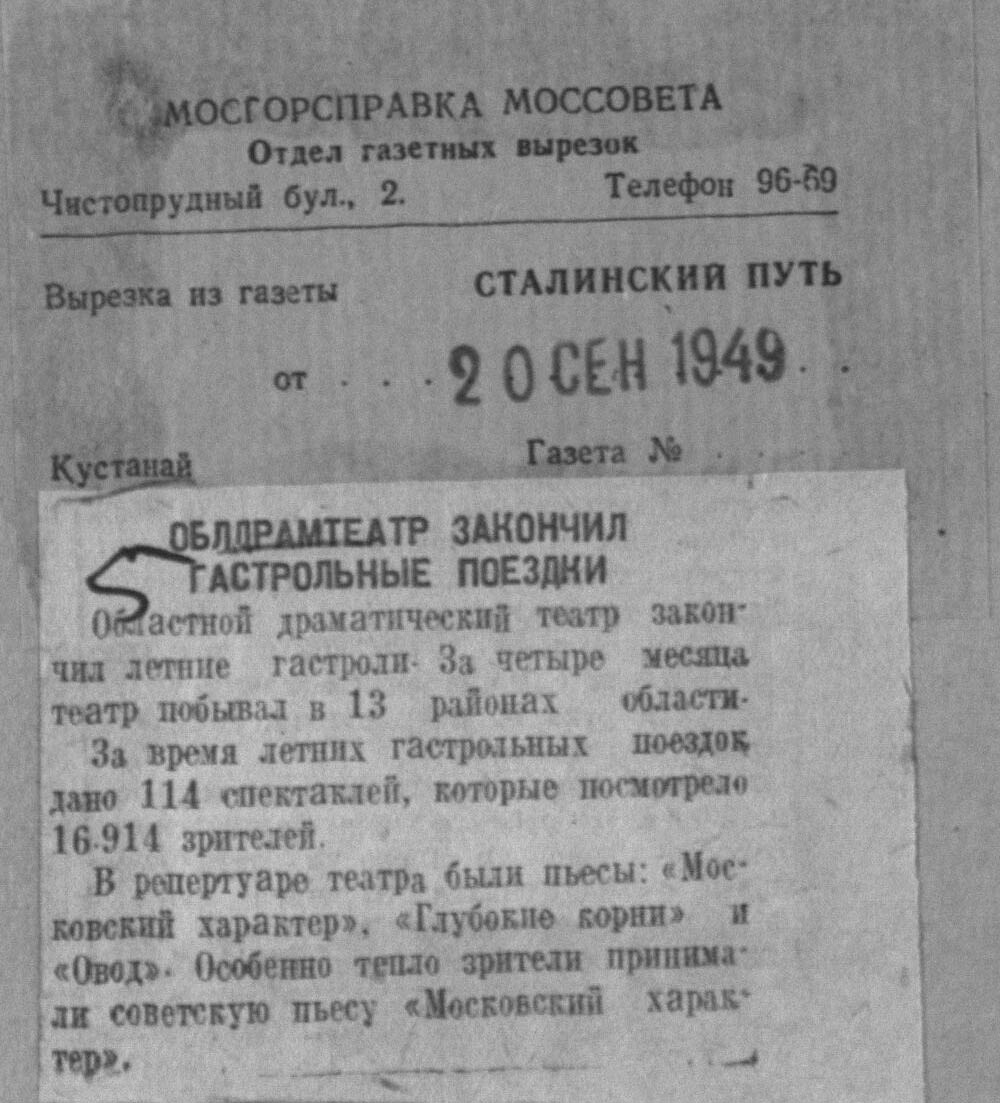 МОСГОРСПРАВКА МОССОВЕТА
Отдел газетных вырезок
Чистопрудный бул., 2. Телефон 96-69
Вырезка из газеты СТАЛИНСКИЙ ПУТЬ
от . . . 20 СЕН 1949 . .
Кустанай Газета № . . . .
ОБЛДРАМТЕАТР ЗАКОНЧИЛ
ГАСТРОЛЬНЫЕ ПОЕЗДКИ
Областной драматический театр закон-
чил летние гастроли. За четыре месяца
театр побывал в 13 районах области.
За время летних гастрольных поездок
дано 114 спектаклей, которые посмотрело
16.914 зрителей.
В репертуаре театра были пьесы: «Мос-
ковский характер», «Глубокие корни» и
«Овод». Особенно тепло зрители принима-
ли советскую пьесу «Московский харак-
тер».